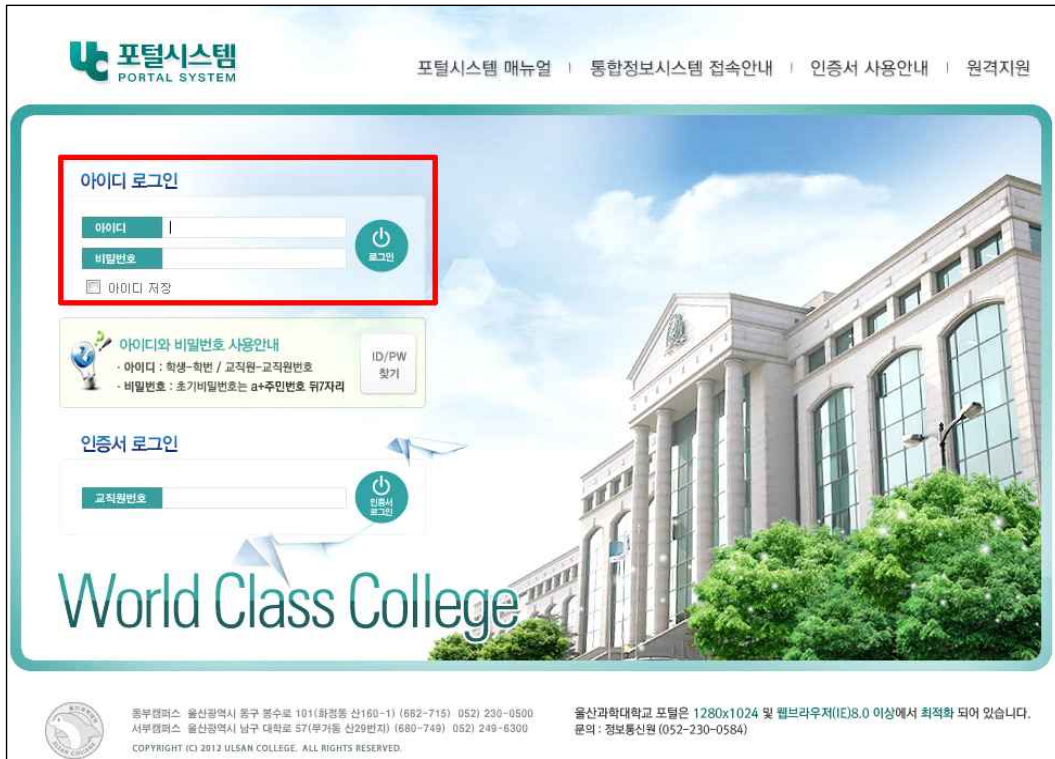 Uc 포털시스템
PORTAL SYSTEM
포털시스템 매뉴얼 | 통합정보시스템 접속안내 | 인증서 사용안내 | 원격지원
아이디 로그인
아이디
비밀번호
로그인
아이디 저장
아이디와 비밀번호 사용안내
· 아이디 : 학생-학번 / 교직원-교직원번호
· 비밀번호 : 초기비밀번호는 a+주민번호 뒤7자리
ID/PW
찾기
인증서 로그인
교직원번호
인증서
로그인
World Class College
동부캠퍼스 울산광역시 동구 봉수로 101(화정동 산160-1) (682-715) 052) 230-0500
서부캠퍼스 울산광역시 남구 대학로 57(무거동 산29번지) (680-749) 052) 249-6300
COPYRIGHT (C) 2012 ULSAN COLLEGE. ALL RIGHTS RESERVED.
울산과학대학교 포털은 1280x1024 및 웹브라우저(IE)8.0 이상에서 최적화 되어 있습니다.
문의 : 정보통신원 (052-230-0584)
ULSAN COLLEGE